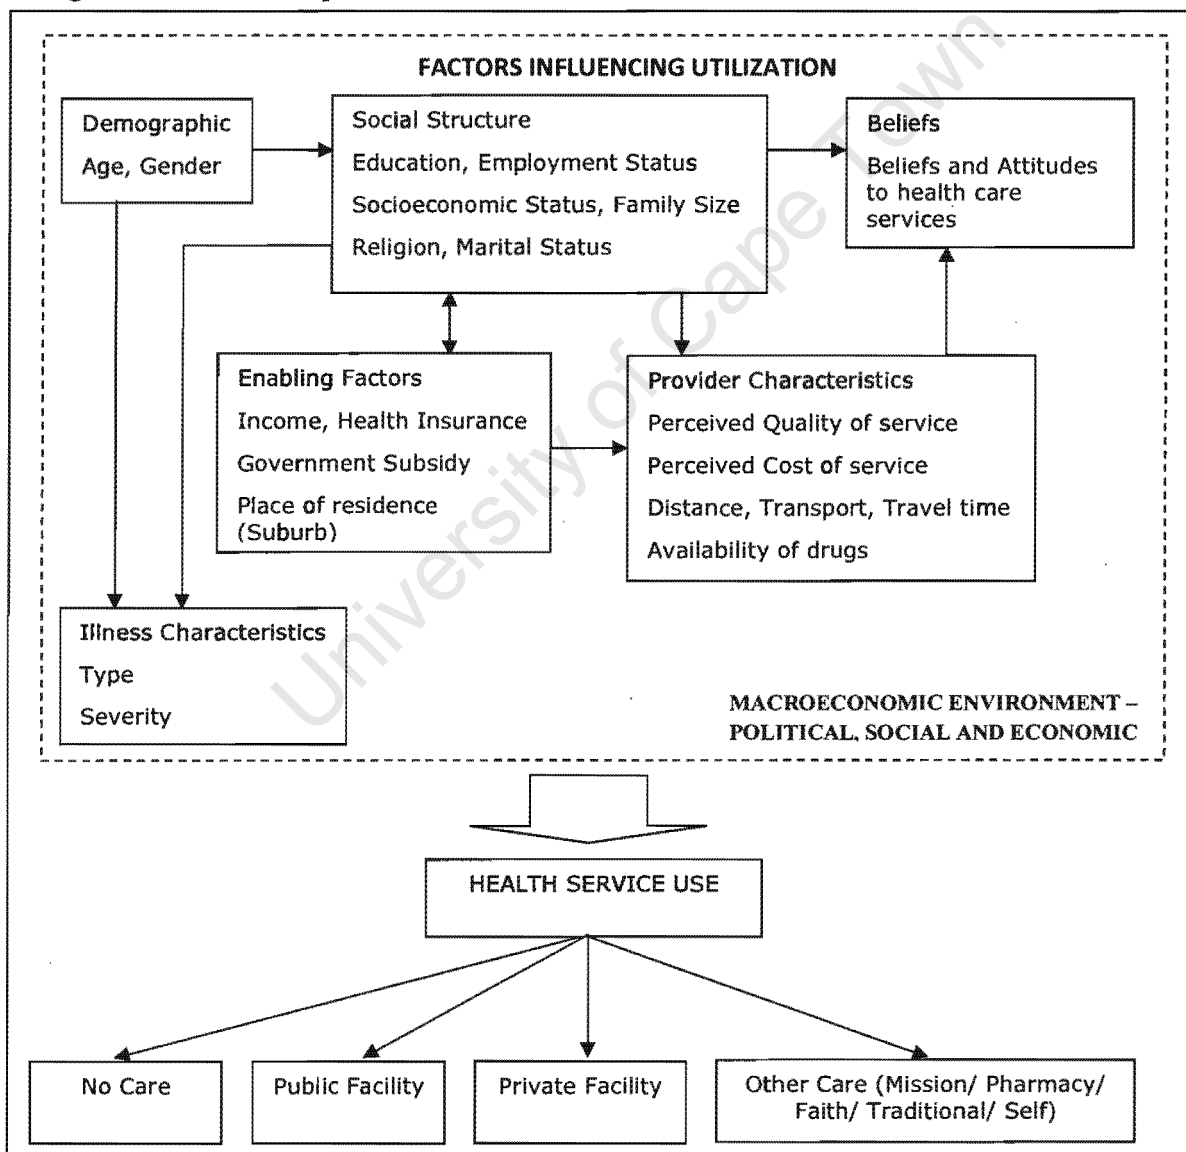 FACTORS INFLUENCING UTILIZATION
Demographic
Age, Gender
Social Structure
Education, Employment Status
Socioeconomic Status, Family Size
Religion, Marital Status
Beliefs
Beliefs and Attitudes
to health care
services
Enabling Factors
Income, Health Insurance
Government Subsidy
Place of residence
(Suburb)
Provider Characteristics
Perceived Quality of service
Perceived Cost of service
Distance, Transport, Travel time
Availability of drugs
Illness Characteristics
Type
Severity
MACROECONOMIC ENVIRONMENT –
POLITICAL, SOCIAL AND ECONOMIC
HEALTH SERVICE USE
No Care
Public Facility
Private Facility
Other Care (Mission/ Pharmacy/
Faith/ Traditional/ Self)
University of Cape Town